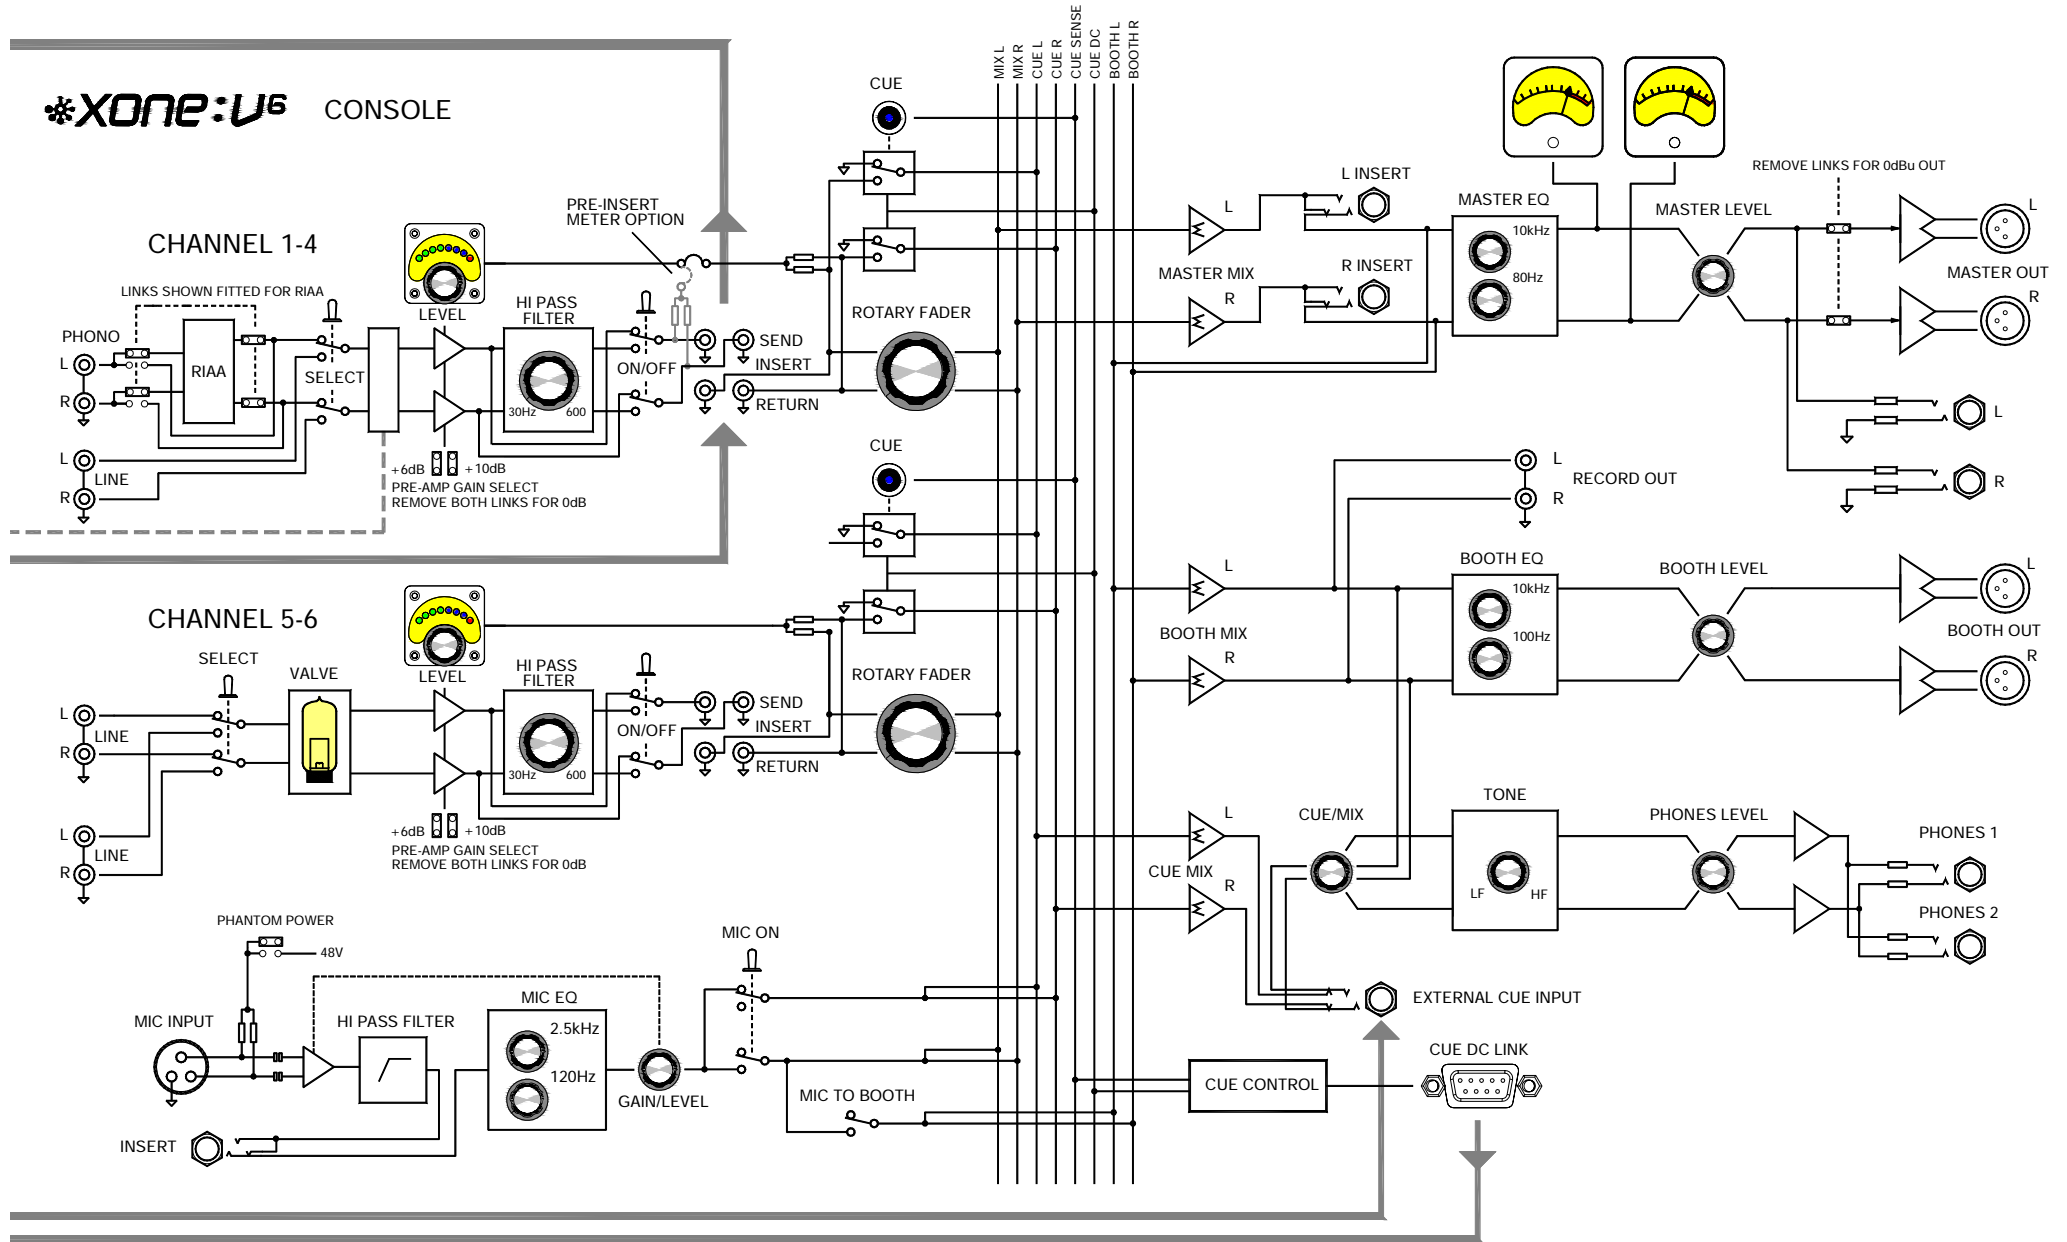 xone:V6 CONSOLE
MIX L
MIX R
CUE L
CUE R
CUE SENSE
CUE DC
BOOTH L
BOOTH R
CHANNEL 1-4
LINKS SHOWN FITTED FOR RIAA
PHONO
L
R
RIAA
L
LINE
R
SELECT
LEVEL
+6dB
+10dB
PRE-AMP GAIN SELECT
REMOVE BOTH LINKS FOR 0dB
HI PASS
FILTER
30Hz
600
ON/OFF
PRE-INSERT
METER OPTION
SEND
INSERT
RETURN
CUE
ROTARY FADER
CHANNEL 5-6
SELECT
VALVE
L
LINE
R
L
LINE
R
LEVEL
+6dB
+10dB
PRE-AMP GAIN SELECT
REMOVE BOTH LINKS FOR 0dB
HI PASS
FILTER
30Hz
600
ON/OFF
SEND
INSERT
RETURN
CUE
ROTARY FADER
PHANTOM POWER
48V
MIC INPUT
HI PASS FILTER
INSERT
MIC EQ
2.5kHz
120Hz
GAIN/LEVEL
MIC ON
MIC TO BOOTH
L
MASTER MIX
R
L INSERT
R INSERT
MASTER EQ
10kHz
80Hz
MASTER LEVEL
REMOVE LINKS FOR 0dBu OUT
L
MASTER OUT
R
L
R
L
RECORD OUT
R
L
BOOTH MIX
R
BOOTH EQ
10kHz
100Hz
BOOTH LEVEL
L
BOOTH OUT
R
L
CUE MIX
R
CUE/MIX
TONE
LF
HF
PHONES LEVEL
PHONES 1
PHONES 2
EXTERNAL CUE INPUT
CUE CONTROL
CUE DC LINK